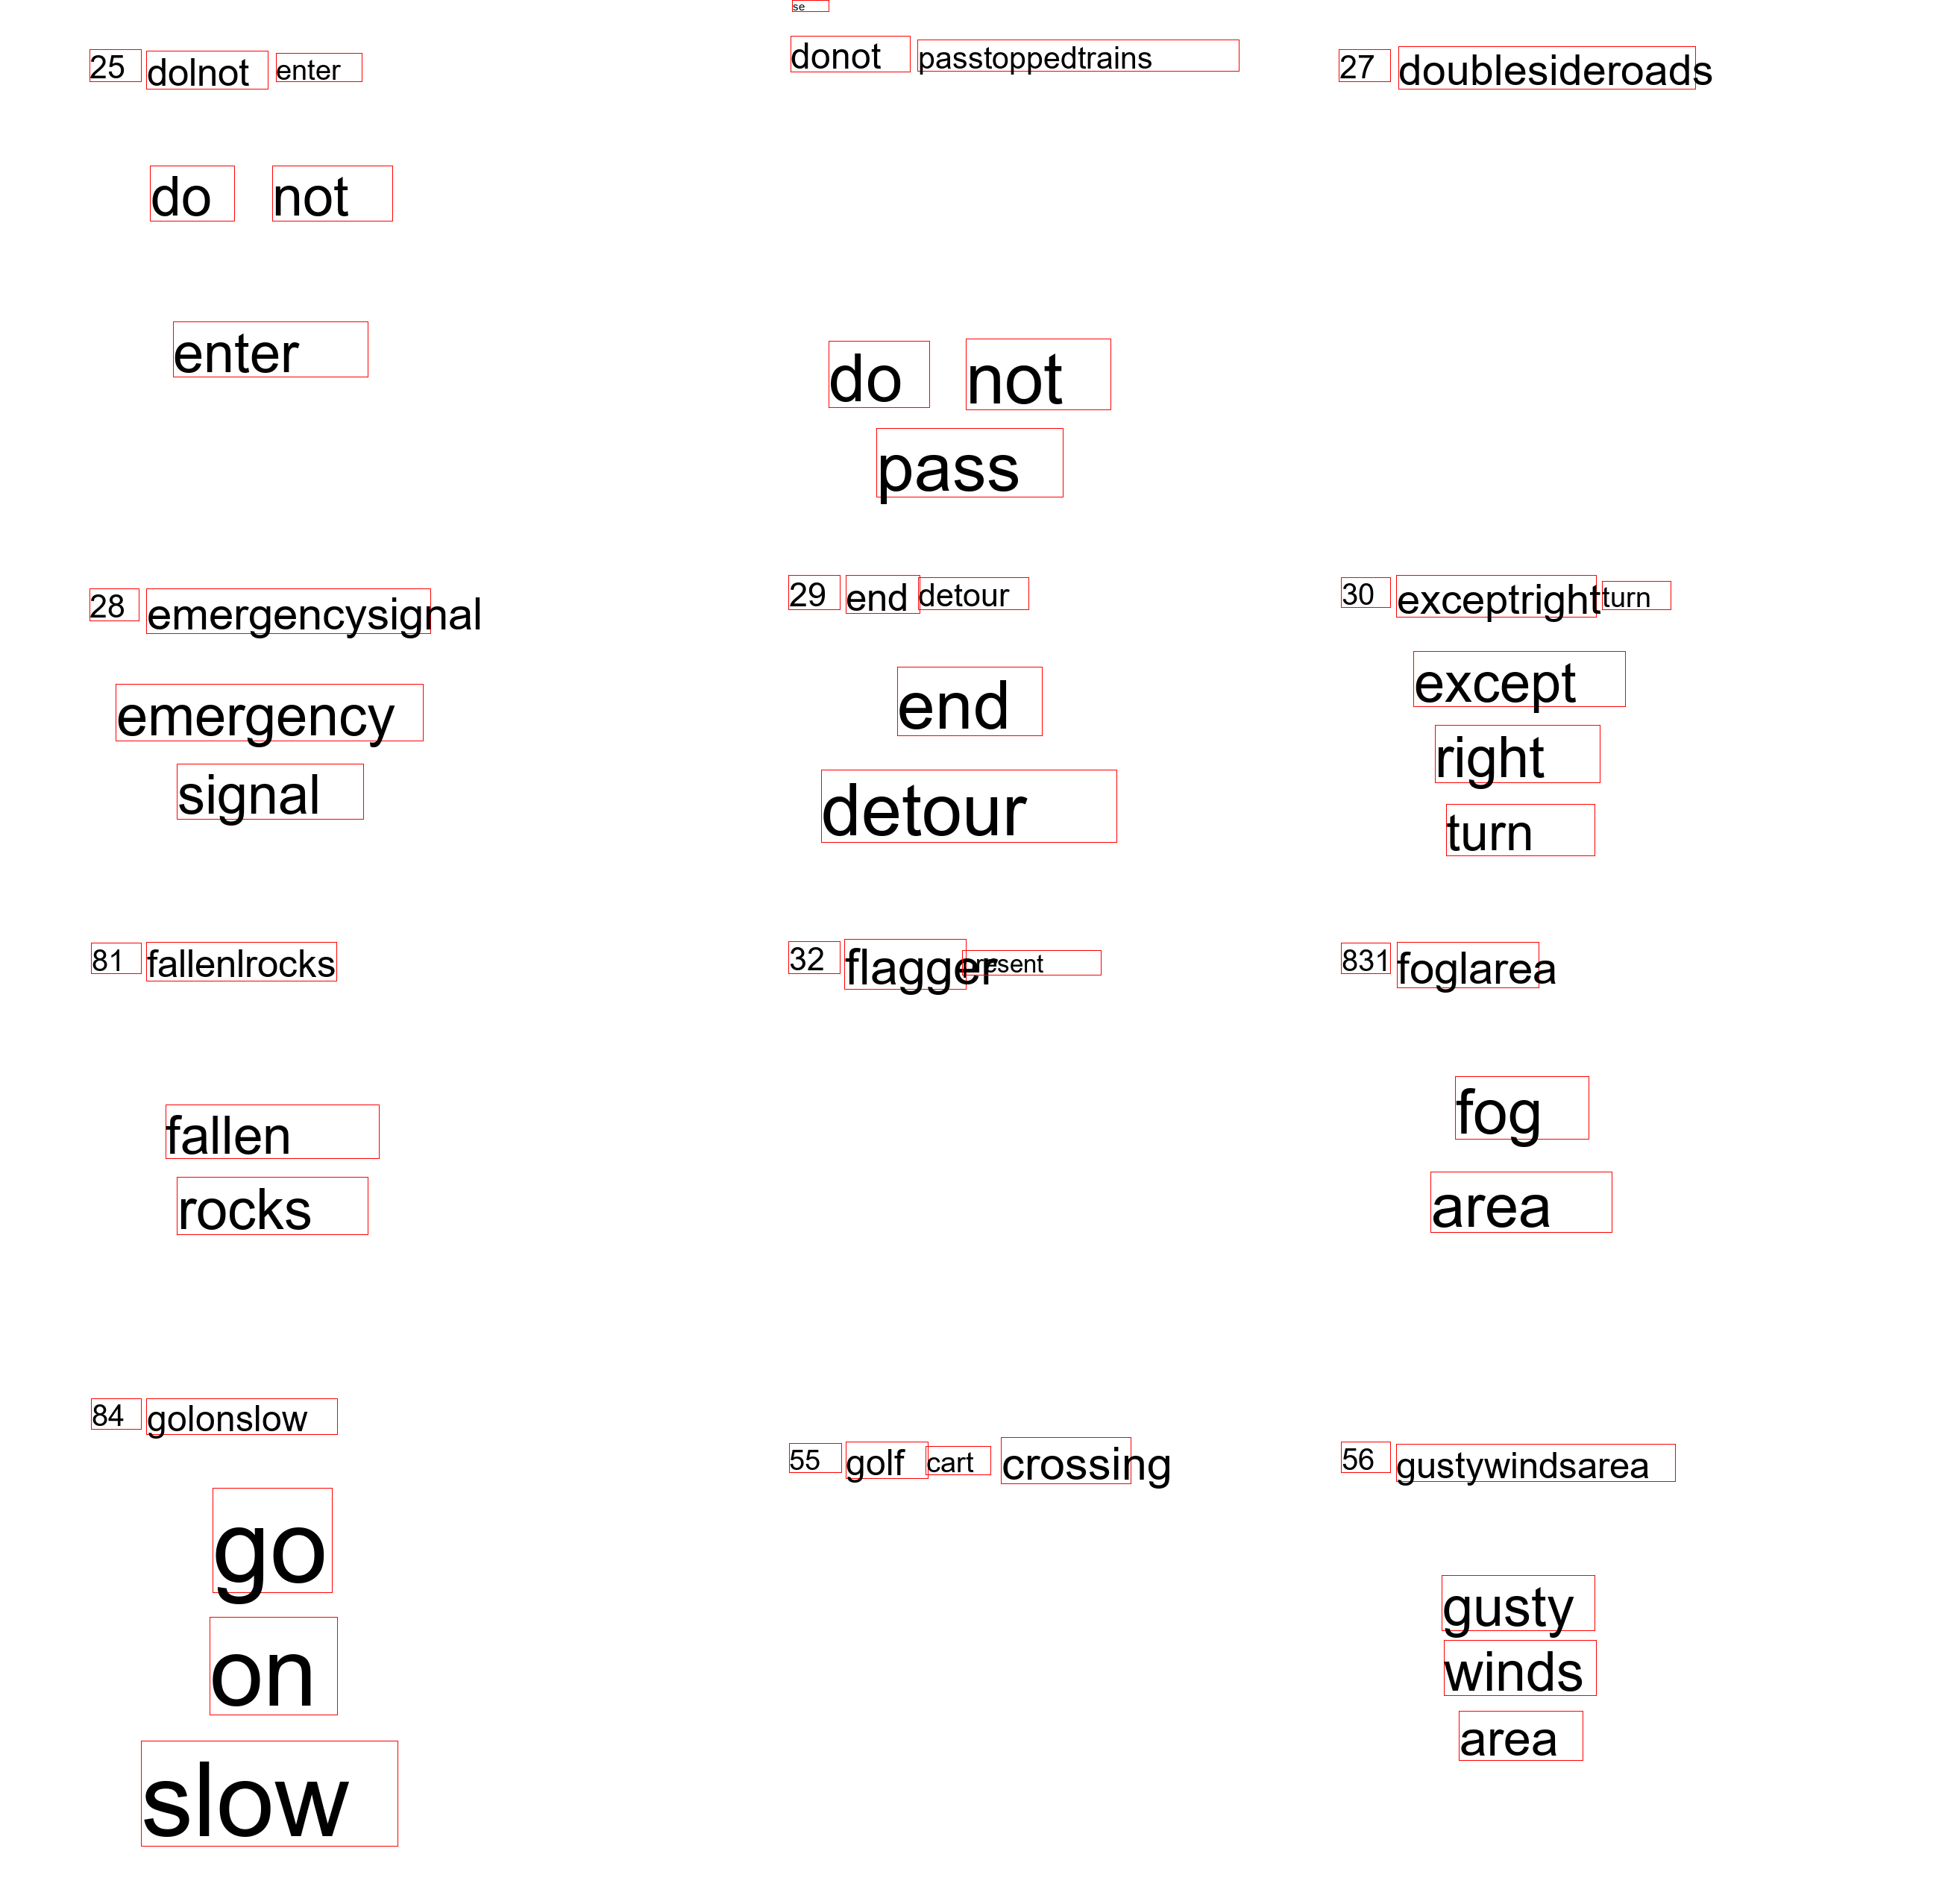 se
25 dolnot enter
donot passtoppedtrains
27 doublesideroads
do not
enter
do not
pass
28 emergencysignal
29 end detour
30 exceptright turn
emergency
signal
end
detour
except
right
turn
81 fallenlrocks
32 flagger present
831 foglarea
fallen
rocks
fog
area
84 golonslow
55 golf cart crossing
56 gustywindsarea
go
on
slow
gusty
winds
area